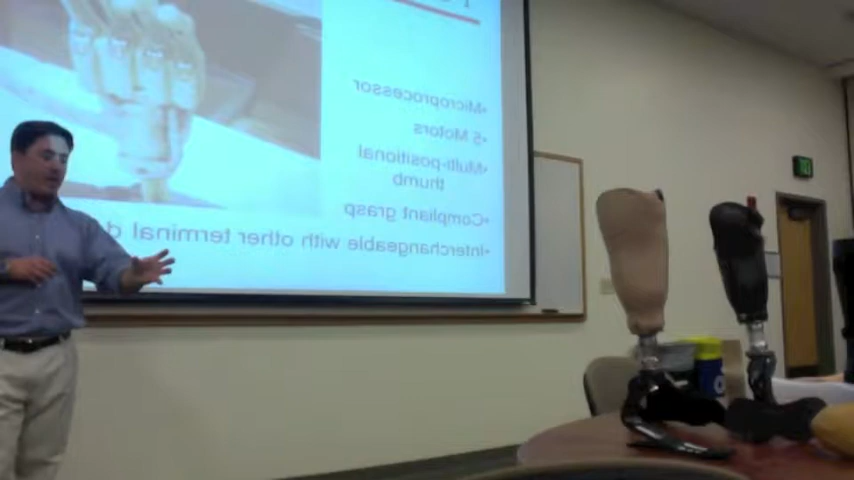 •Microprocessor
•5 Motors
•Multi-positional
thumb
•Compliant grasp
•Interchangeable with other terminal d